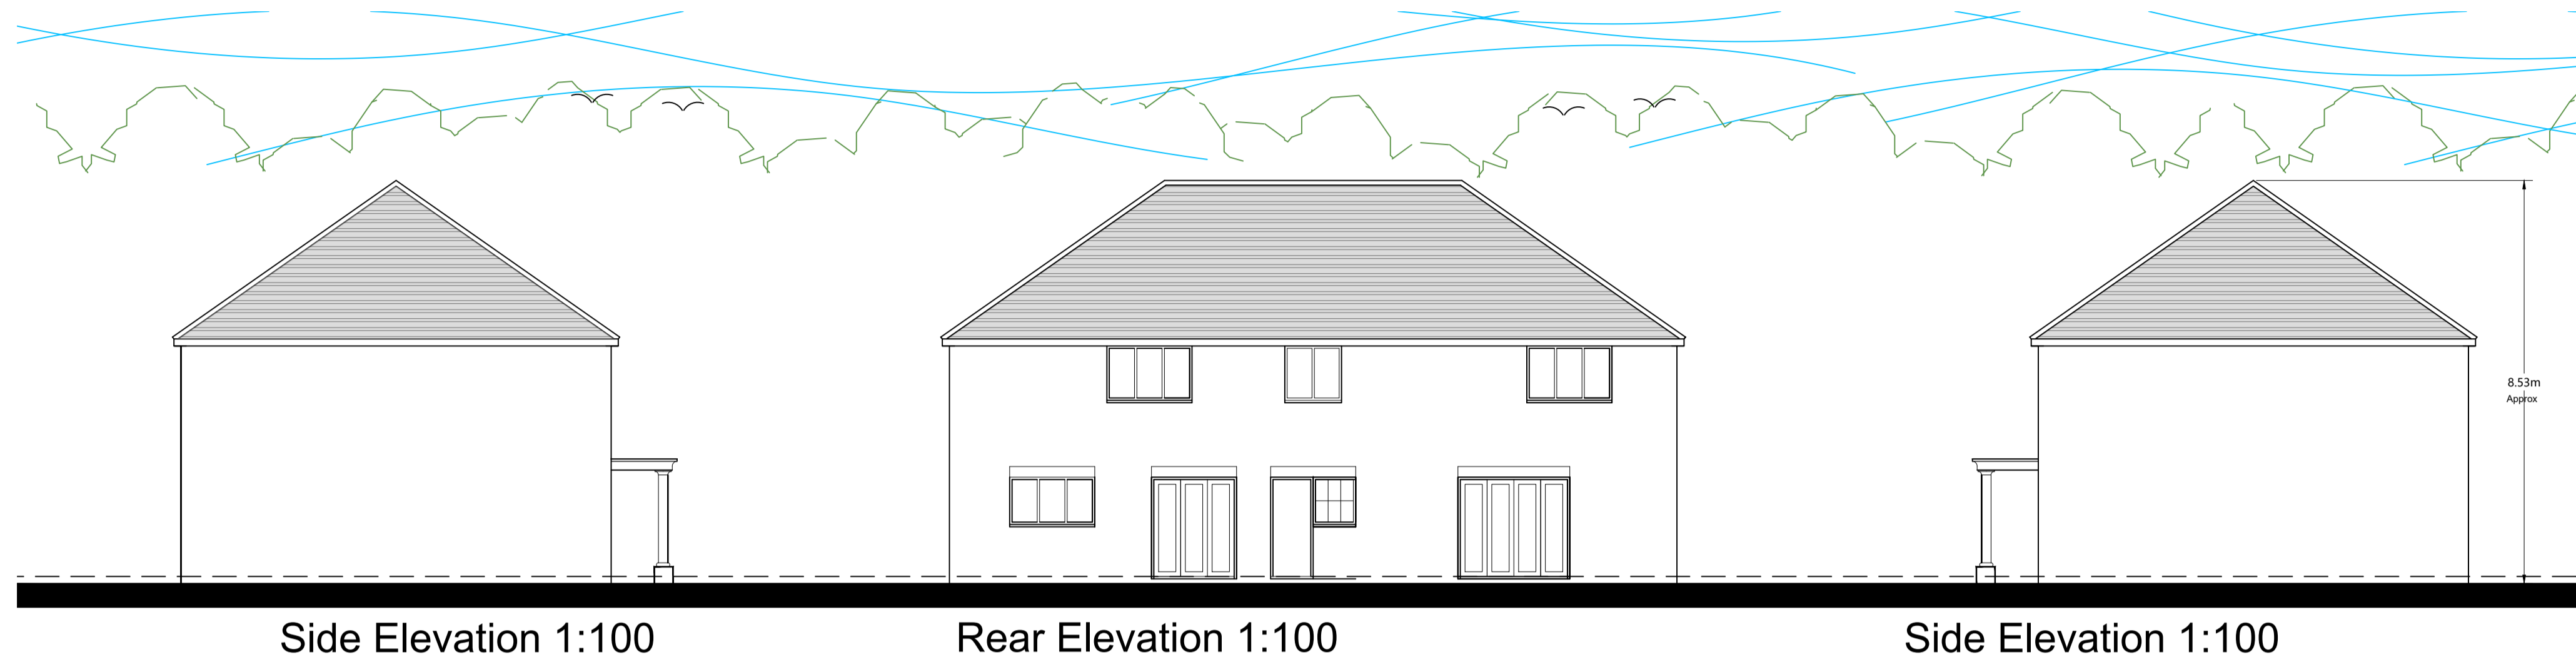 8.53m
Approx
Side Elevation 1:100
Rear Elevation 1:100
Side Elevation 1:100